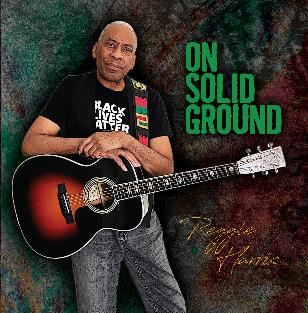 ON
SOLID
GROUND
BLACK
LIVES
MATTER
Reggie
Harris